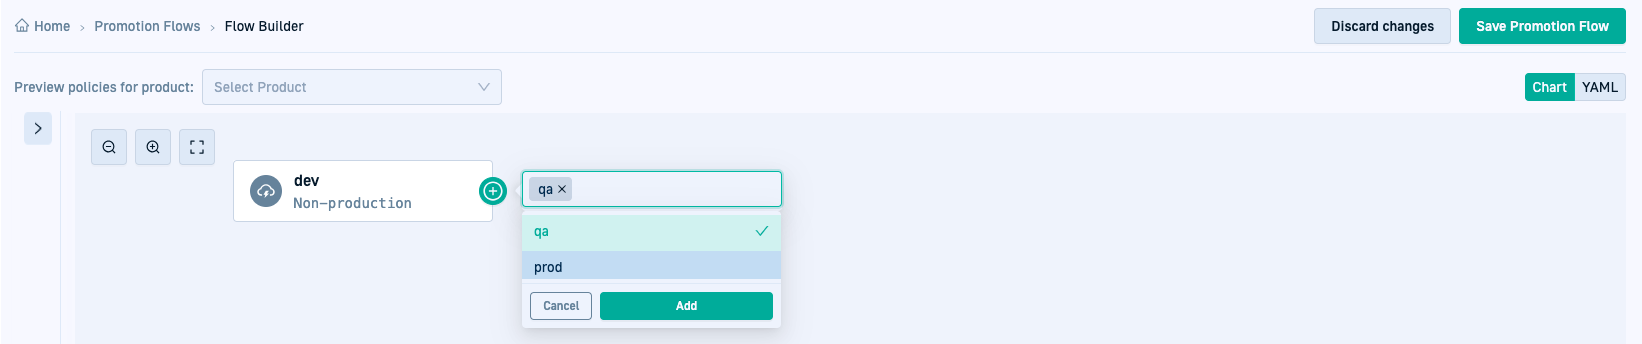 Home > Promotion Flows > Flow Builder
Discard changes
Save Promotion Flow
Preview policies for product: Select Product
Chart
YAML
dev
Non-production
qa
qa
prod
Cancel
Add